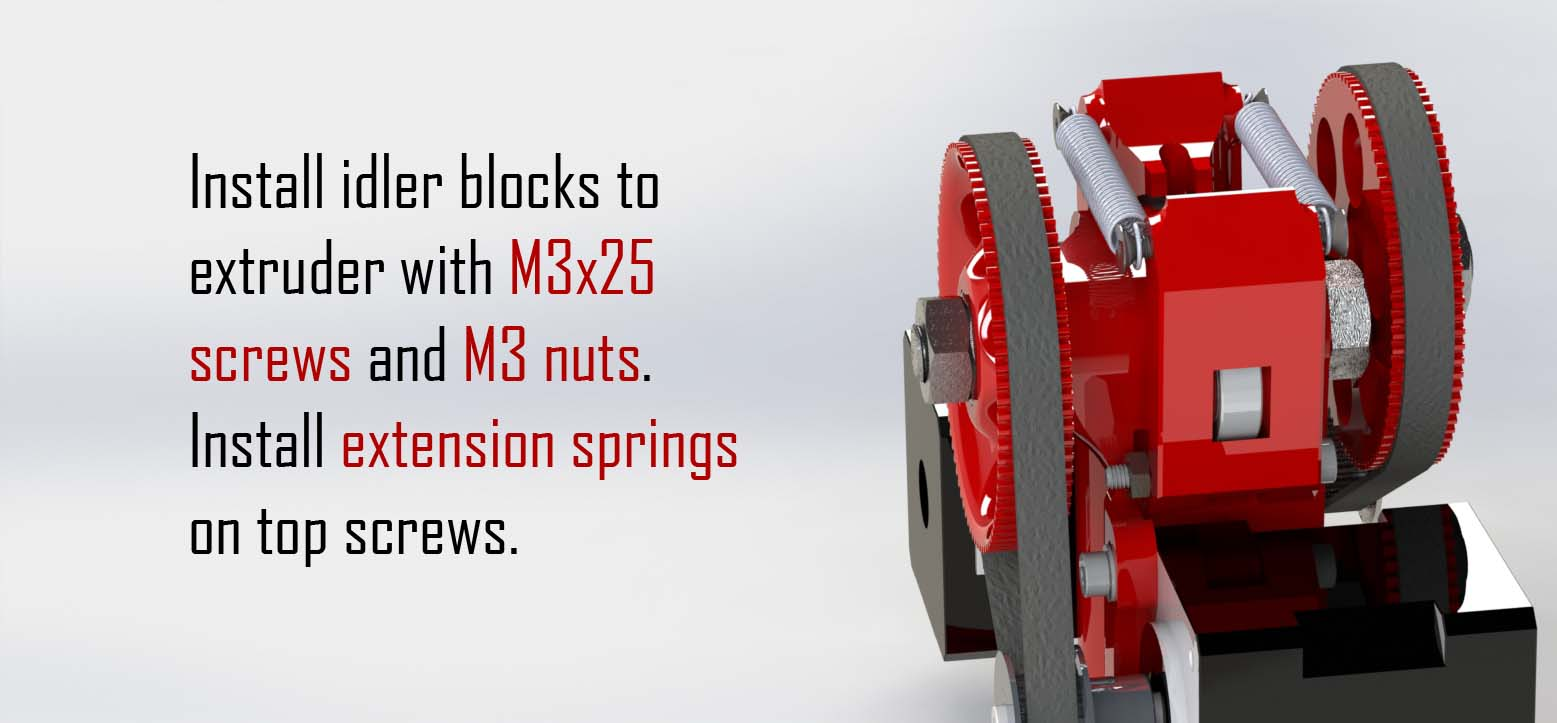 Install idler blocks to
extruder with M3x25
screws and M3 nuts.
Install extension springs
on top screws.